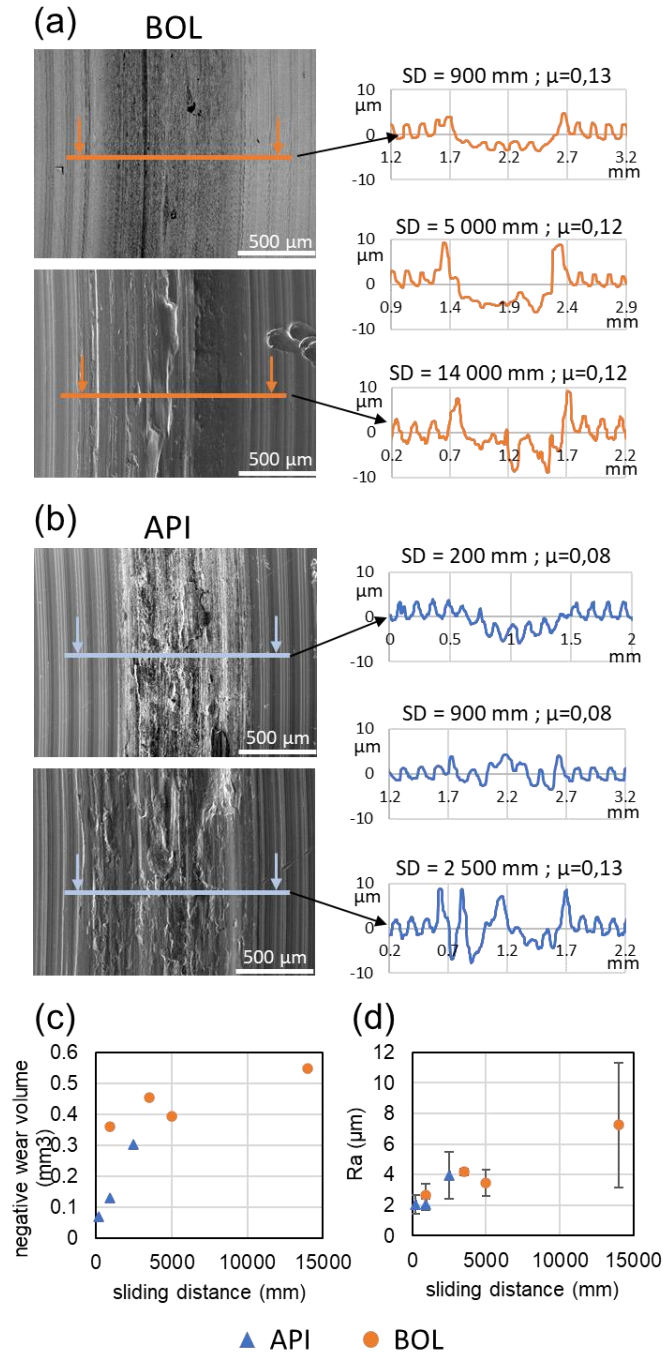 (a)
BOL
500 µm
500 µm
SD = 900 mm ; µ=0,13
10
µm
0
-10
1.2 1.7 2.2 2.7 3.2
mm
SD = 5 000 mm ; µ=0,12
10
µm
0
-10
0.9 1.4 1.9 2.4 2.9
mm
SD = 14 000 mm ; µ=0,12
10
µm
0
-10
0.2 0.7 1.2 1.7 2.2
mm
(b)
API
500 µm
500 µm
SD = 200 mm ; µ=0,08
10
µm
0
-10
0 0.5 1 1.5 2
mm
SD = 900 mm ; µ=0,08
10
µm
0
-10
1.2 1.7 2.2 2.7 3.2
mm
SD = 2 500 mm ; µ=0,13
10
µm
0
-10
0.2 0.7 1.2 1.7 2.2
mm
(c)
negative wear volume
(mm3)
0.6
0.5
0.4
0.3
0.2
0.1
0
0 5000 10000 15000
sliding distance (mm)
(d)
Ra (µm)
12
10
8
6
4
2
0
0 5000 10000 15000
sliding distance (mm)
API BOL